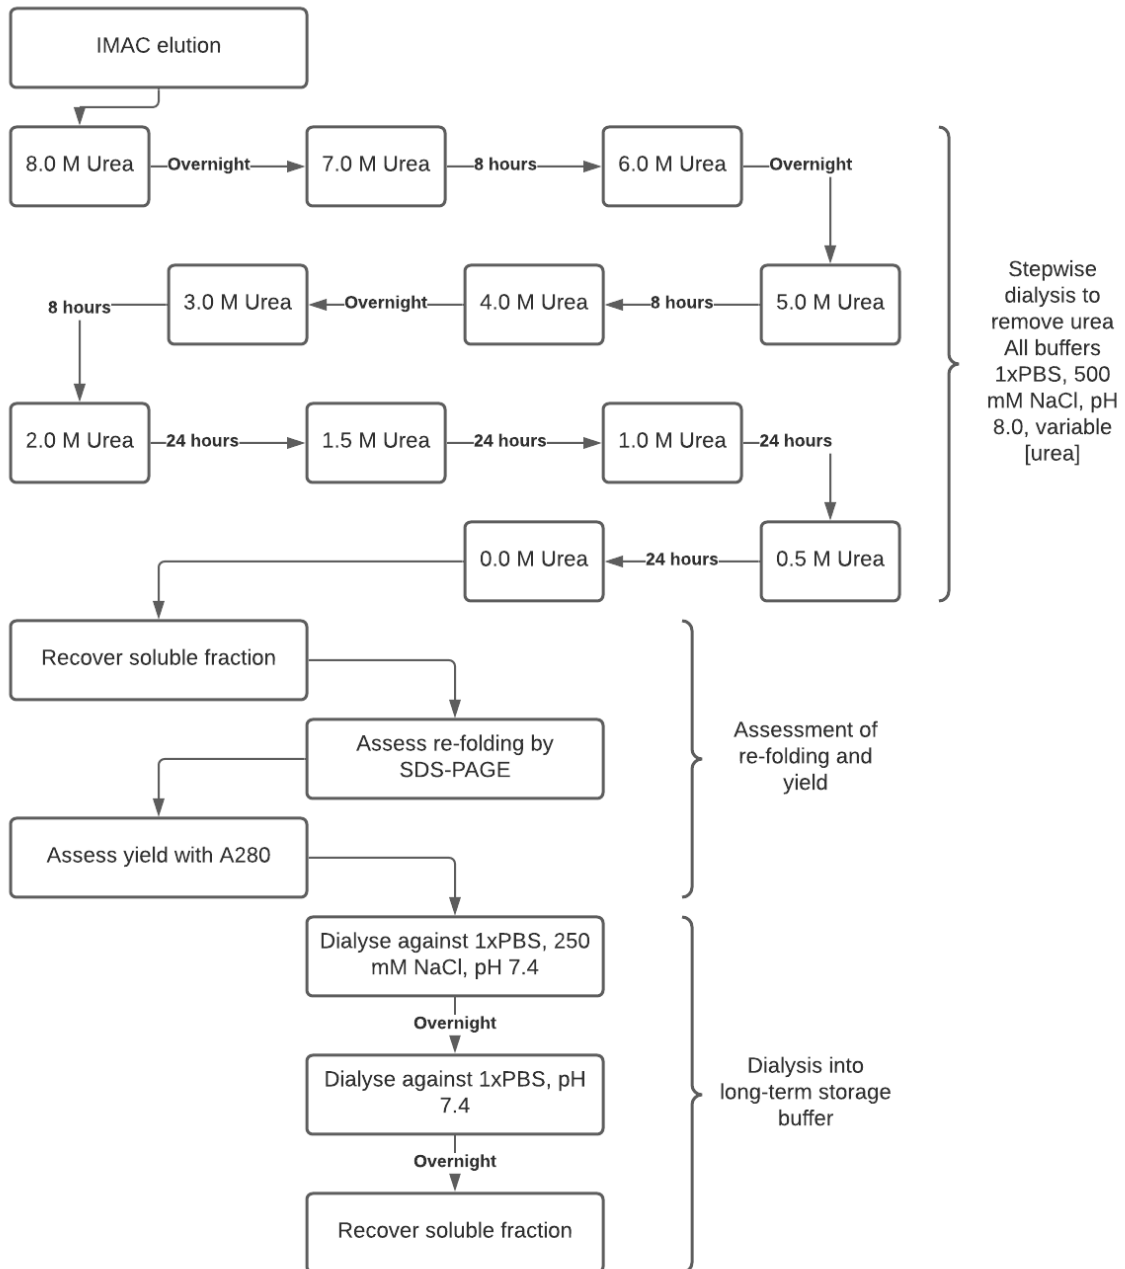 IMAC elution
8.0 M Urea
Overnight
7.0 M Urea
8 hours
6.0 M Urea
Overnight
5.0 M Urea
8 hours
4.0 M Urea
Overnight
3.0 M Urea
8 hours
2.0 M Urea
24 hours
1.5 M Urea
24 hours
1.0 M Urea
24 hours
0.5 M Urea
24 hours
0.0 M Urea
Stepwise
dialysis to
remove urea
All buffers
1xPBS, 500
mM NaCl, pH
8.0, variable
[urea]
Recover soluble fraction
Assess re-folding by
SDS-PAGE
Assess yield with A280
Assessment of
re-folding and
yield
Dialyse against 1xPBS, 250
mM NaCl, pH 7.4
Overnight
Dialyse against 1xPBS, pH
7.4
Overnight
Recover soluble fraction
Dialysis into
long-term storage
buffer